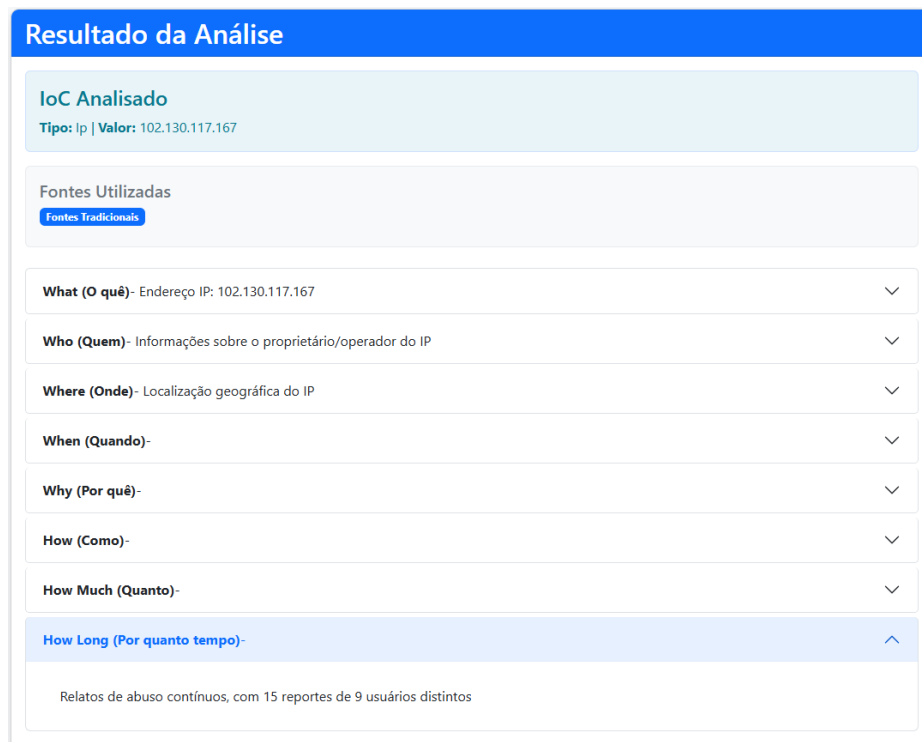 Resultado da Análise
IoC Analisado
Tipo: Ip | Valor: 102.130.117.167
Fontes Utilizadas
Fontes Tradicionais
What (O quê)- Endereço IP: 102.130.117.167
Who (Quem)- Informações sobre o proprietário/operador do IP
Where (Onde)- Localização geográfica do IP
When (Quando)-
Why (Por quê)-
How (Como)-
How Much (Quanto)-
How Long (Por quanto tempo)-
Relatos de abuso contínuos, com 15 reportes de 9 usuários distintos